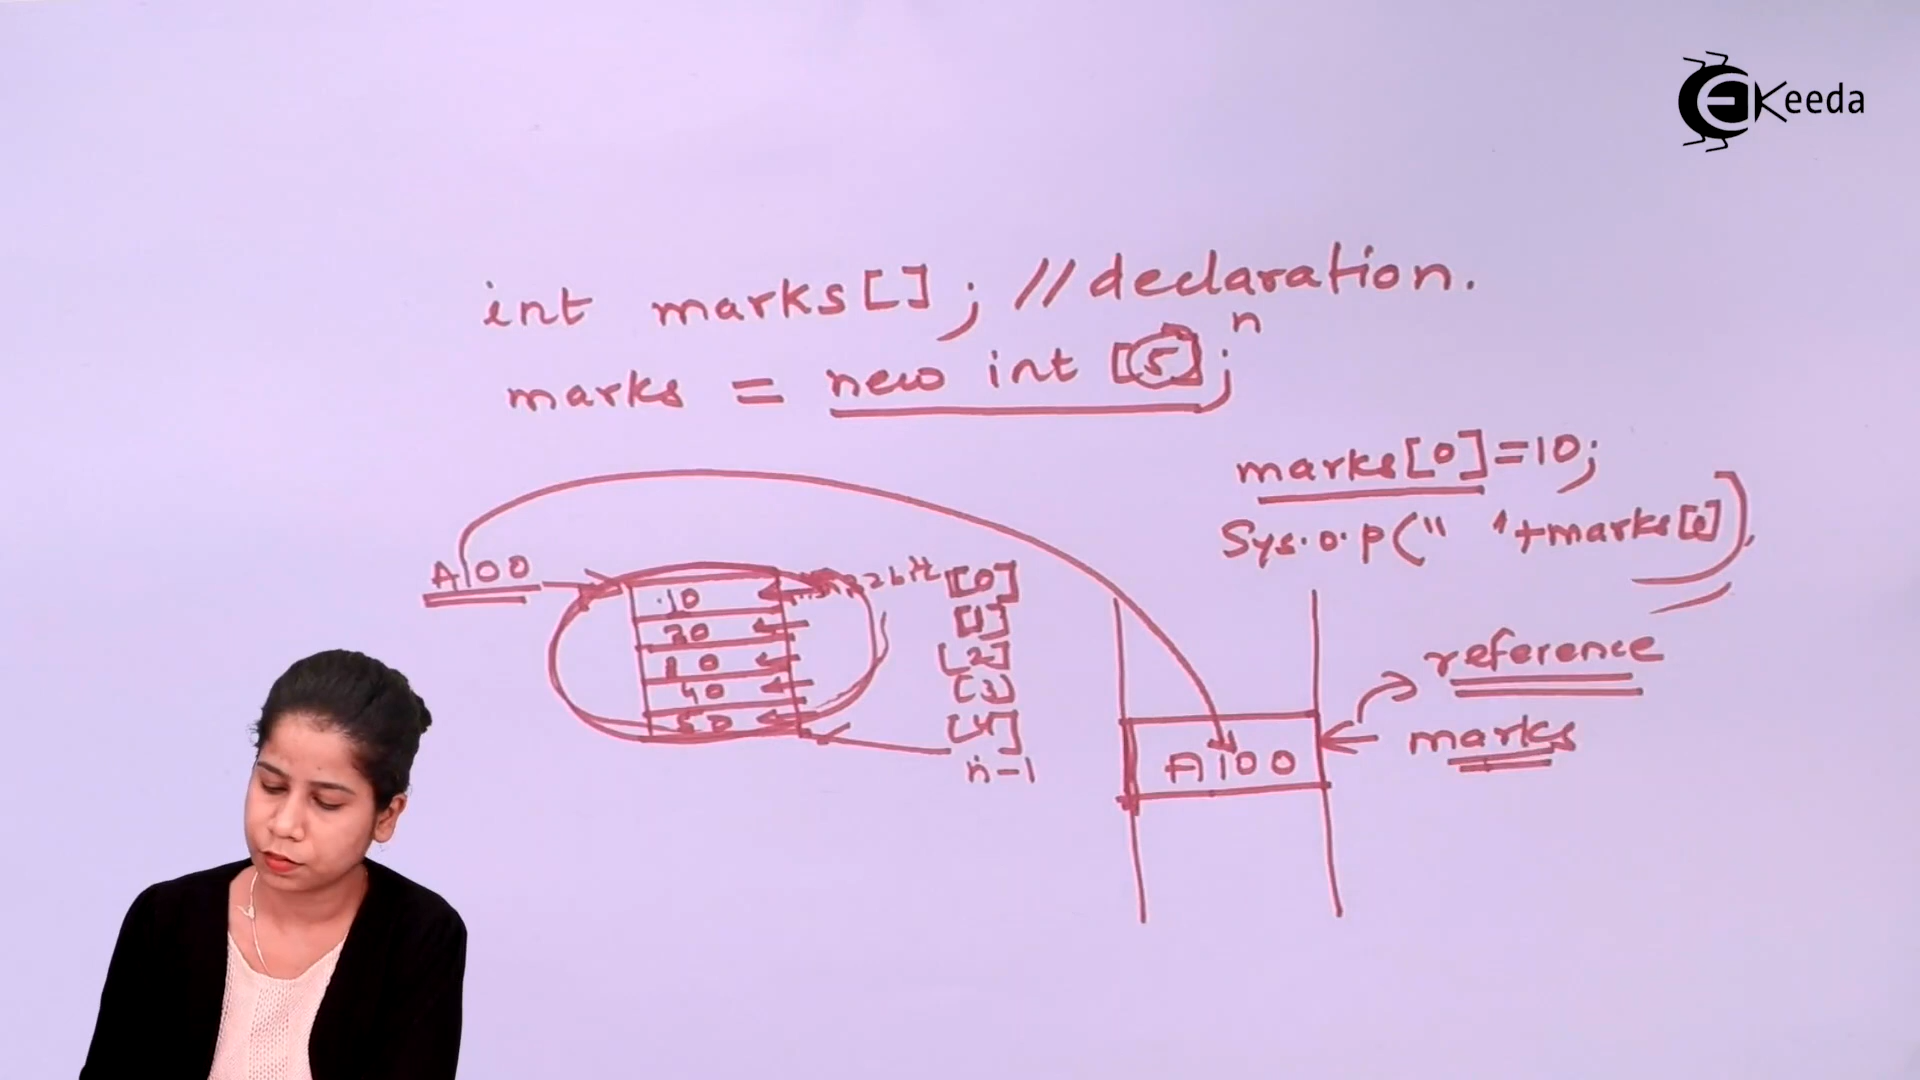 Keeda
int marks[]; //declaration.
n
marks = new int [5];
marks[0]=10;
Sys.o.p(" "+marks[0]);
A100
32bit [0]
10
20
[1]
[2]
40
[3]
50
[4]
n-1
reference
marks
A100